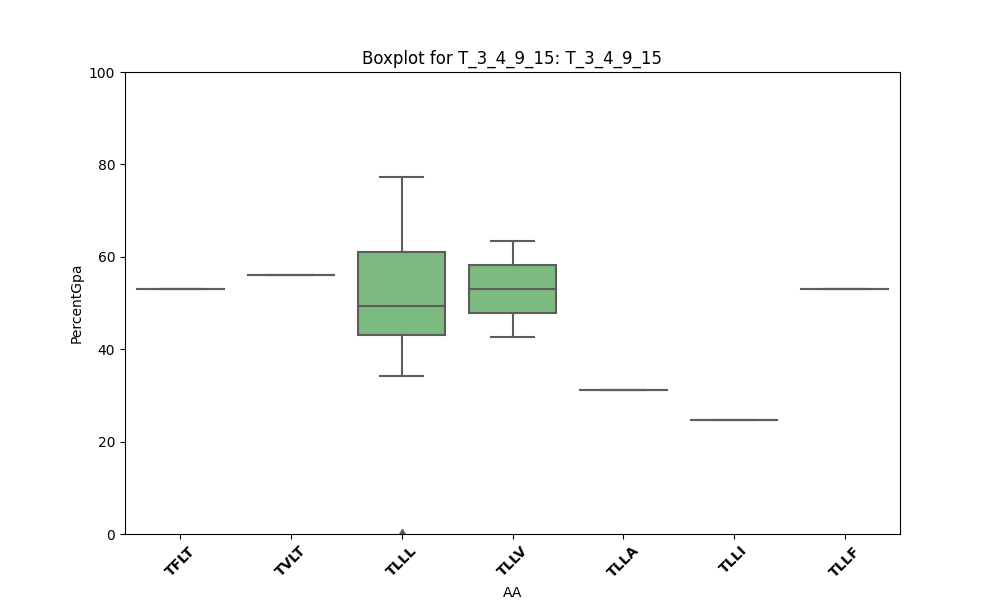 Boxplot for T_3_4_9_15: T_3_4_9_15
100
80
60
40
20
0
PercentGpa
TFLT
TVLT
TLLL
TLLV
TLLA
TLLI
TLLF
AA